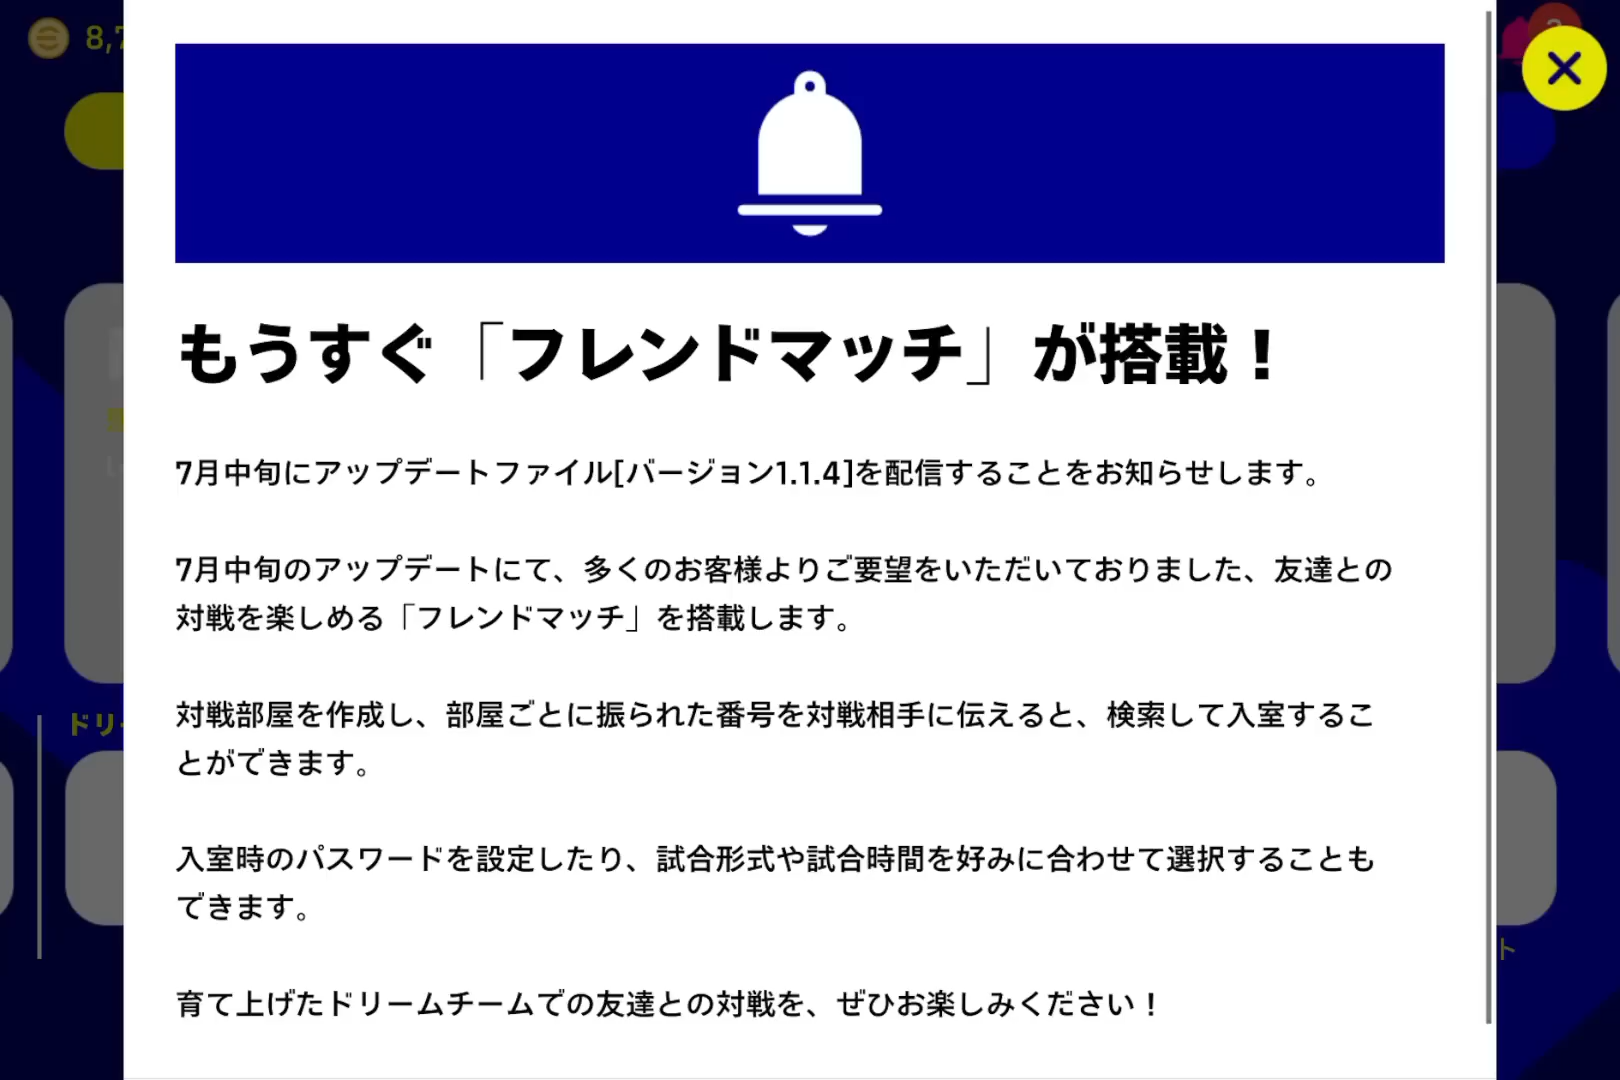 もうすぐ「フレンドマッチ」が搭載！
7月中旬にアップデートファイル[バージョン1.1.4]を配信することをお知らせします。
7月中旬のアップデートにて、多くのお客様よりご要望をいただいておりました、友達との
対戦を楽しめる「フレンドマッチ」を搭載します。
対戦部屋を作成し、部屋ごとに振られた番号を対戦相手に伝えると、検索して入室するこ
とができます。
入室時のパスワードを設定したり、試合形式や試合時間を好みに合わせて選択することも
できます。
育て上げたドリームチームでの友達との対戦を、ぜひお楽しみください！
ドリ
ト